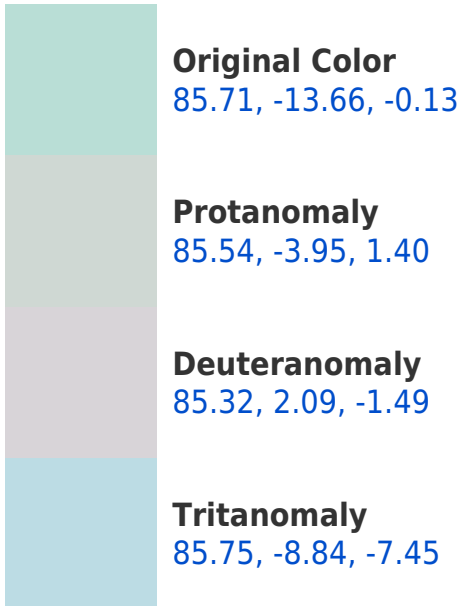 Original Color
85.71, -13.66, -0.13
Protanomaly
85.54, -3.95, 1.40
Deuteranomaly
85.32, 2.09, -1.49
Tritanomaly
85.75, -8.84, -7.45